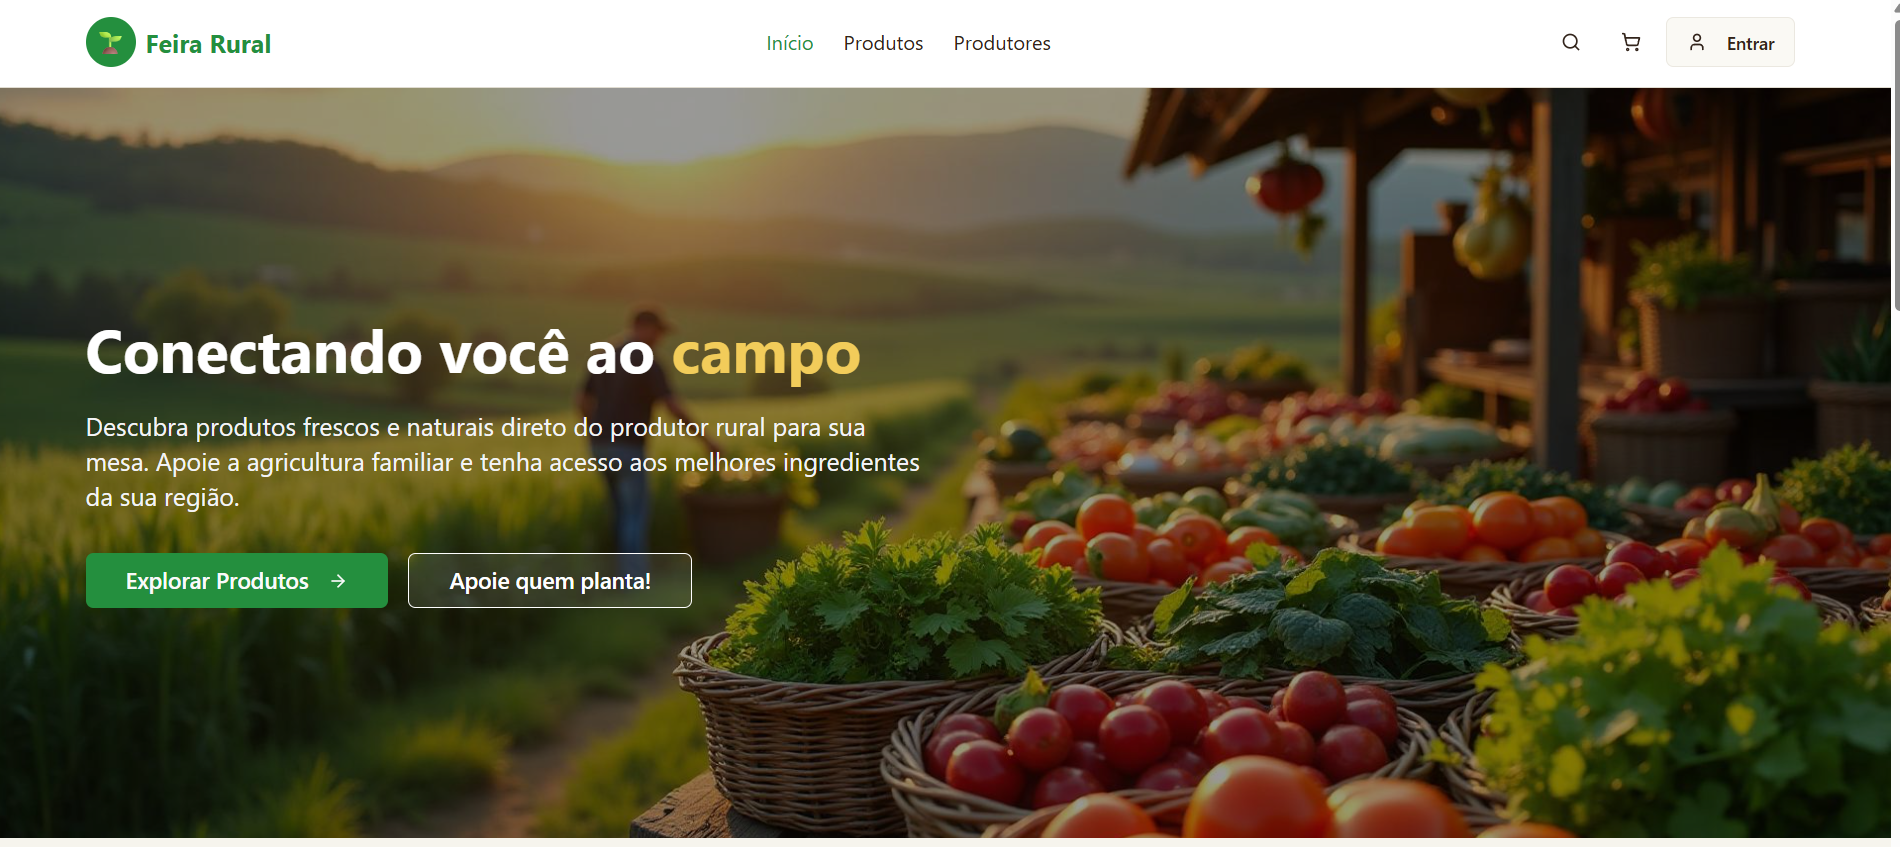 Feira Rural
Início
Produtos
Produtores
Entrar
Conectando você ao campo
Descubra produtos frescos e naturais direto do produtor rural para sua
mesa. Apoie a agricultura familiar e tenha acesso aos melhores ingredientes
da sua região.
Explorar Produtos
Apoie quem planta!